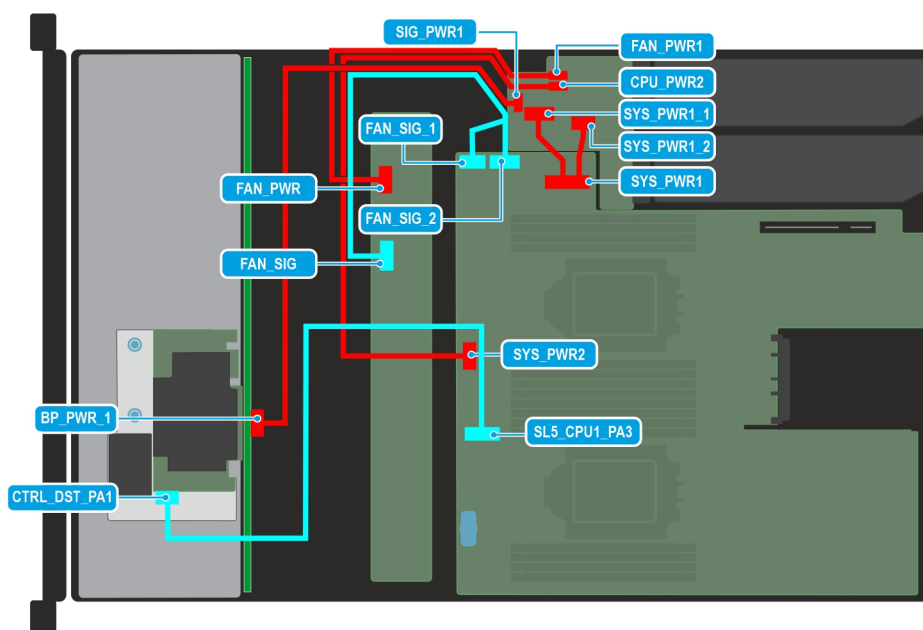 SIG_PWR1
FAN_PWR1
CPU_PWR2
SYS_PWR1_1
FAN_SIG_1
SYS_PWR1_2
FAN_PWR
SYS_PWR1
FAN_SIG_2
FAN_SIG
SYS_PWR2
BP_PWR_1
SL5_CPU1_PA3
CTRL_DST_PA1